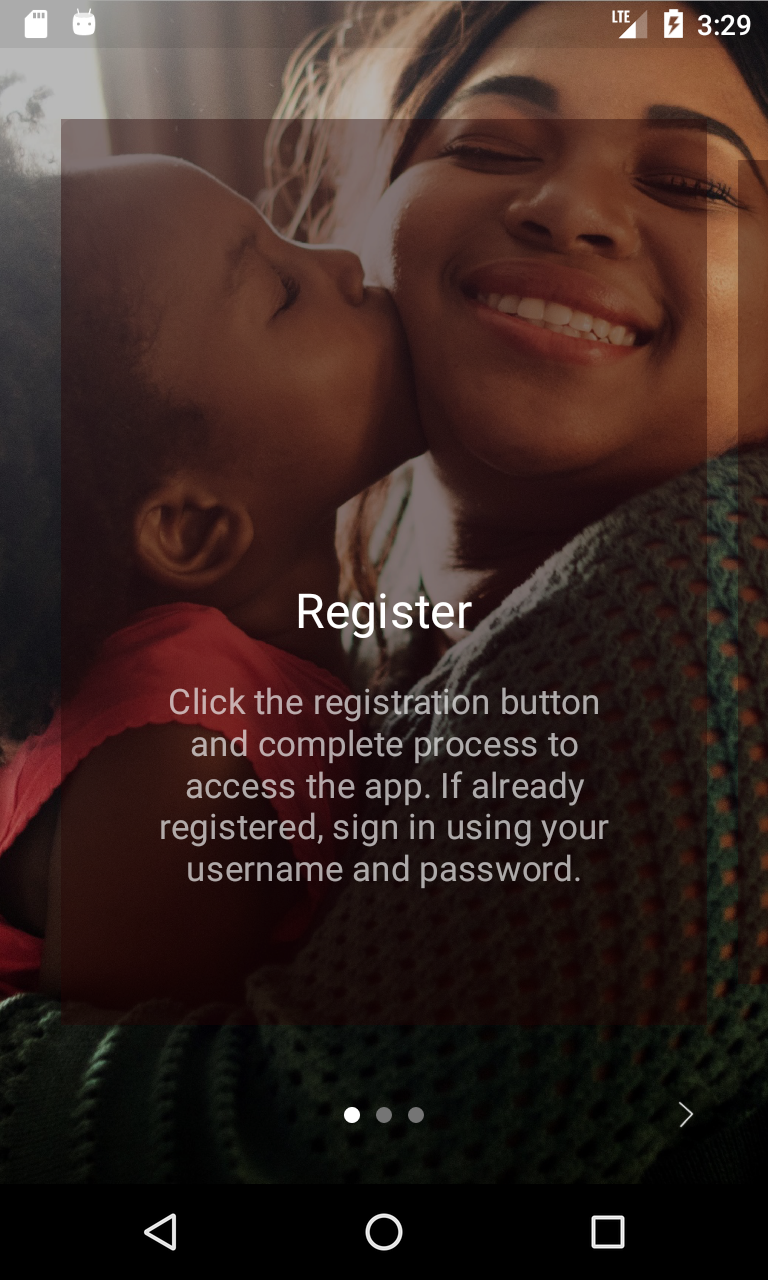 LTE 3:29
Register
Click the registration button
and complete process to
access the app. If already
registered, sign in using your
username and password.